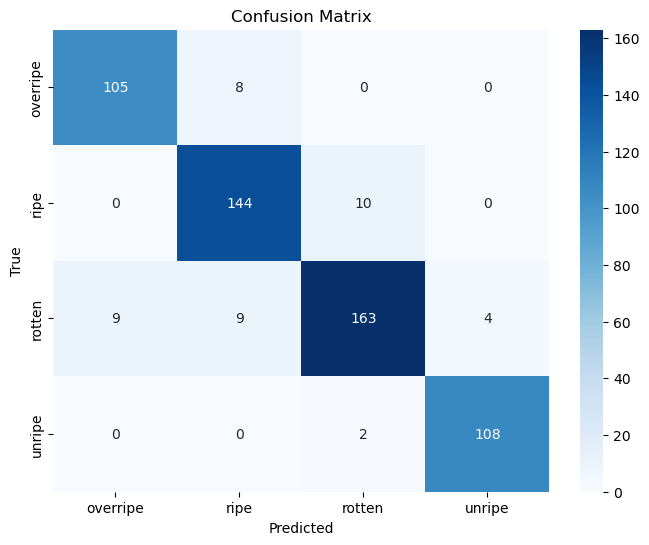 Confusion Matrix
overripe 105 8 0 0
ripe 0 144 10 0
rotten 9 9 163 4
unripe 0 0 2 108
overripe ripe rotten unripe
Predicted
True
160
140
120
100
80
60
40
20
0